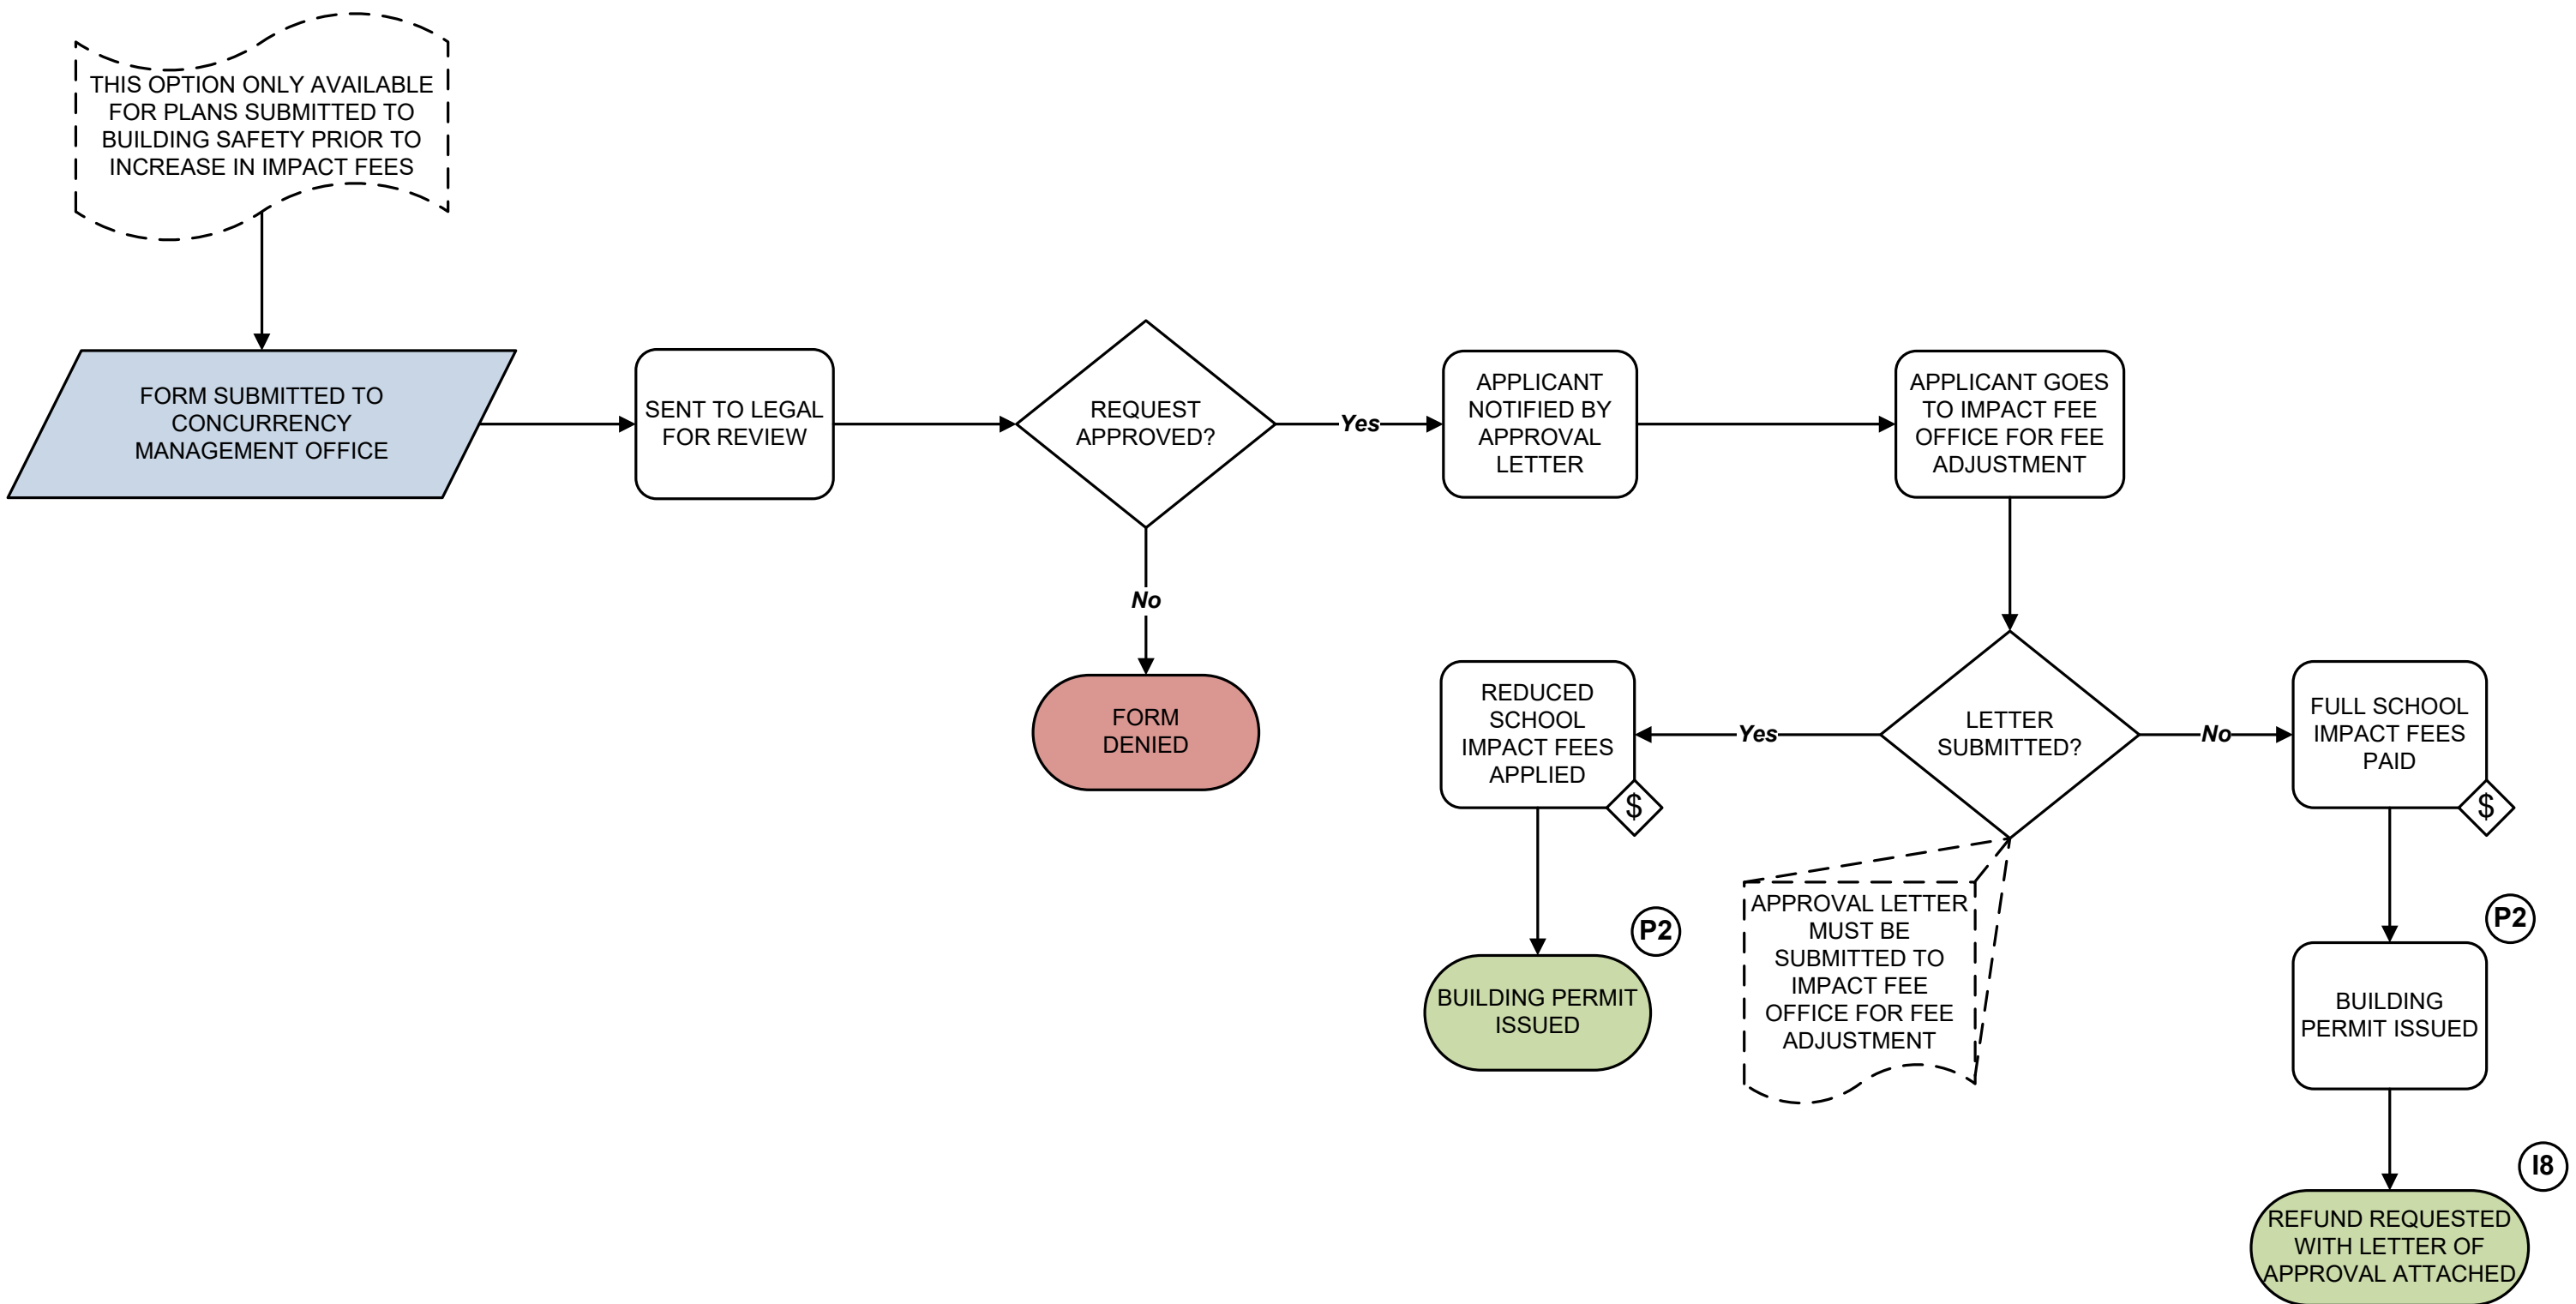 THIS OPTION ONLY AVAILABLE
FOR PLANS SUBMITTED TO
BUILDING SAFETY PRIOR TO
INCREASE IN IMPACT FEES
FORM SUBMITTED TO
CONCURRENCY
MANAGEMENT OFFICE
SENT TO LEGAL
FOR REVIEW
REQUEST
APPROVED?
Yes
APPLICANT
NOTIFIED BY
APPROVAL
LETTER
APPLICANT GOES
TO IMPACT FEE
OFFICE FOR FEE
ADJUSTMENT
No
FORM
DENIED
REDUCED
SCHOOL
IMPACT FEES
APPLIED
$
Yes
LETTER
SUBMITTED?
No
FULL SCHOOL
IMPACT FEES
PAID
$
P2
BUILDING PERMIT
ISSUED
APPROVAL LETTER
MUST BE
SUBMITTED TO
IMPACT FEE
OFFICE FOR FEE
ADJUSTMENT
P2
BUILDING
PERMIT ISSUED
I8
REFUND REQUESTED
WITH LETTER OF
APPROVAL ATTACHED